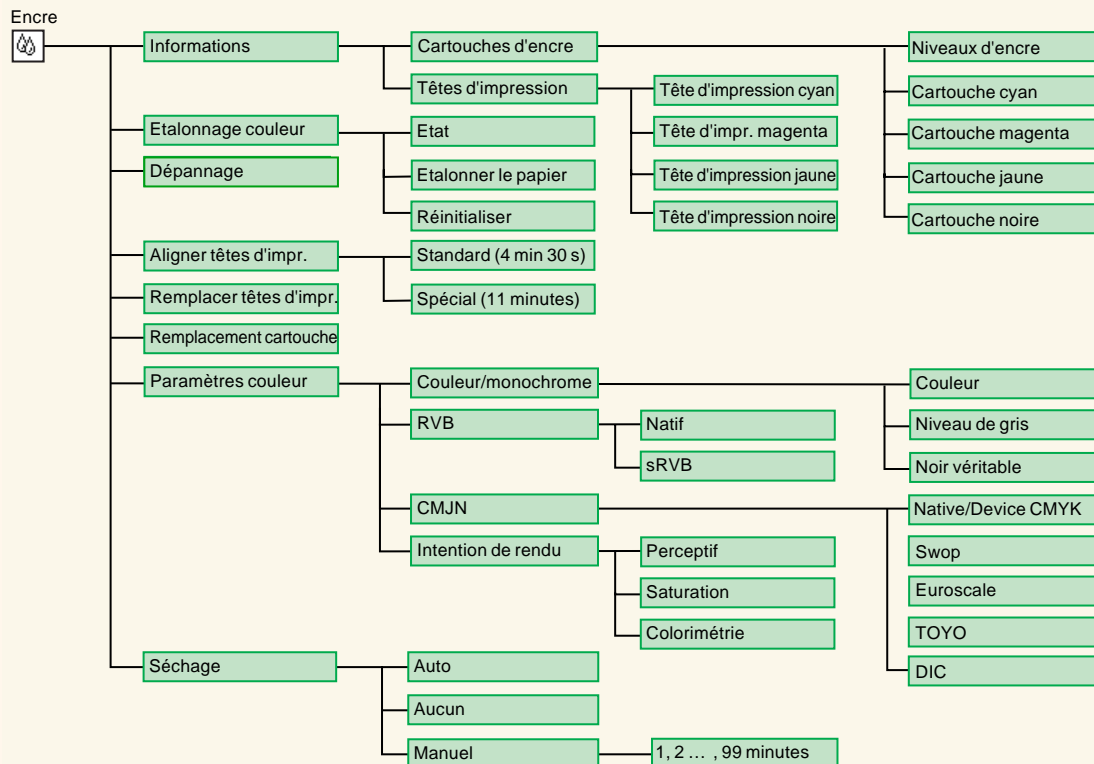 Encre
Informations
Cartouches d'encre
Niveaux d'encre
Têtes d'impression
Tête d'impression cyan
Cartouche cyan
Etalonnage couleur
Etat
Tête d'impr. magenta
Cartouche magenta
Dépannage
Etalonner le papier
Tête d'impression jaune
Cartouche jaune
Réinitialiser
Tête d'impression noire
Cartouche noire
Aligner têtes d'impr.
Standard (4 min 30 s)
Remplacer têtes d'impr.
Spécial (11 minutes)
Remplacement cartouche
Paramètres couleur
Couleur/monochrome
Couleur
RVB
Natif
Niveau de gris
sRVB
Noir véritable
CMJN
Native/Device CMYK
Intention de rendu
Perceptif
Swop
Saturation
Euroscale
Colorimétrie
TOYO
Séchage
Auto
DIC
Aucun
Manuel
1, 2 ... , 99 minutes